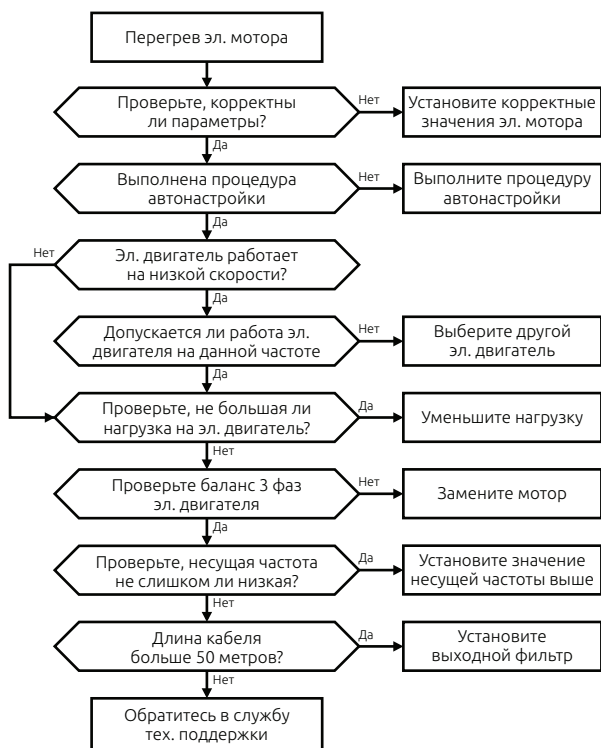 Перегрев эл. мотора
Проверьте, корректны
ли параметры?
Нет
Установите корректные
значения эл. мотора
Да
Выполнена процедура
автонастройки
Нет
Выполните процедуру
автонастройки
Да
Нет
Эл. двигатель работает
на низкой скорости?
Да
Допускается ли работа эл.
двигателя на данной частоте
Нет
Выберите другой
эл. двигатель
Да
Проверьте, не большая ли
нагрузка на эл. двигатель?
Да
Уменьшите нагрузку
Нет
Проверьте баланс 3 фаз
эл. двигателя
Нет
Замените мотор
Да
Проверьте, несущая частота
не слишком ли низкая?
Да
Установите значение
несущей частоты выше
Нет
Длина кабеля
больше 50 метров?
Да
Установите
выходной фильтр
Нет
Обратитесь в службу
тех. поддержки